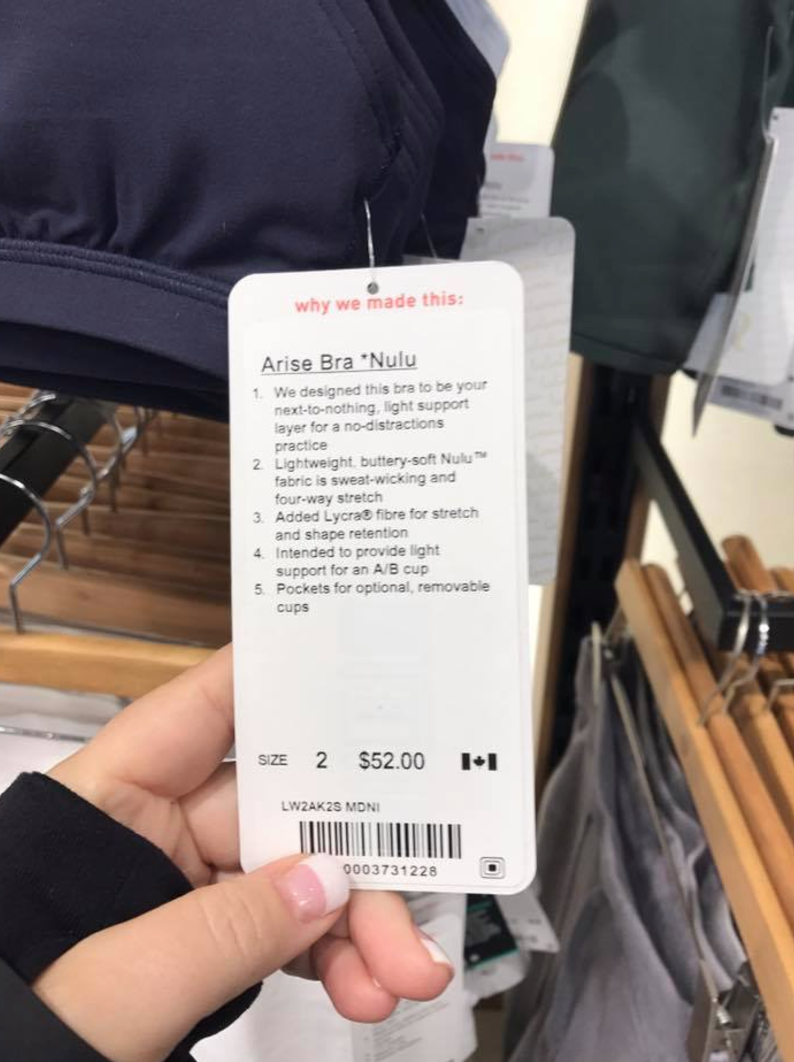 why we made this:
Arise Bra *Nulu
1. We designed this bra to be your
next-to-nothing, light support
layer for a no-distractions
practice
2. Lightweight, buttery-soft Nulu™
fabric is sweat-wicking and
four-way stretch
3. Added Lycra® fibre for stretch
and shape retention
4. Intended to provide light
support for an A/B cup
5. Pockets for optional, removable
cups
SIZE 2 $52.00
LW2AK2S MDNI
0003731228